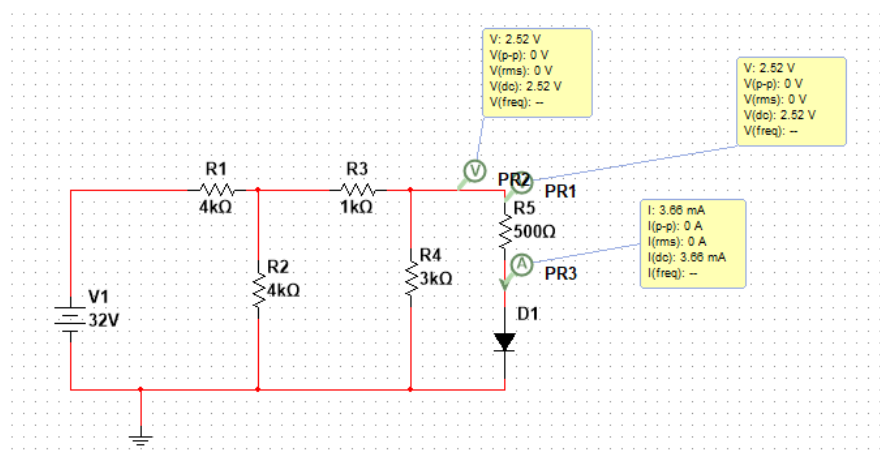 V: 2.52 V
V(p-p): 0 V
V(rms): 0 V
V(dc): 2.52 V
V(freq): --
V: 2.52 V
V(p-p): 0 V
V(rms): 0 V
V(dc): 2.52 V
V(freq): --
R1
4kΩ
R3
1kΩ
V
PR2
V
PR1
R5
500Ω
I: 3.66 mA
I(p-p): 0 A
I(rms): 0 A
I(dc): 3.66 mA
I(freq): --
R2
4kΩ
R4
3kΩ
A
PR3
V1
32V
D1